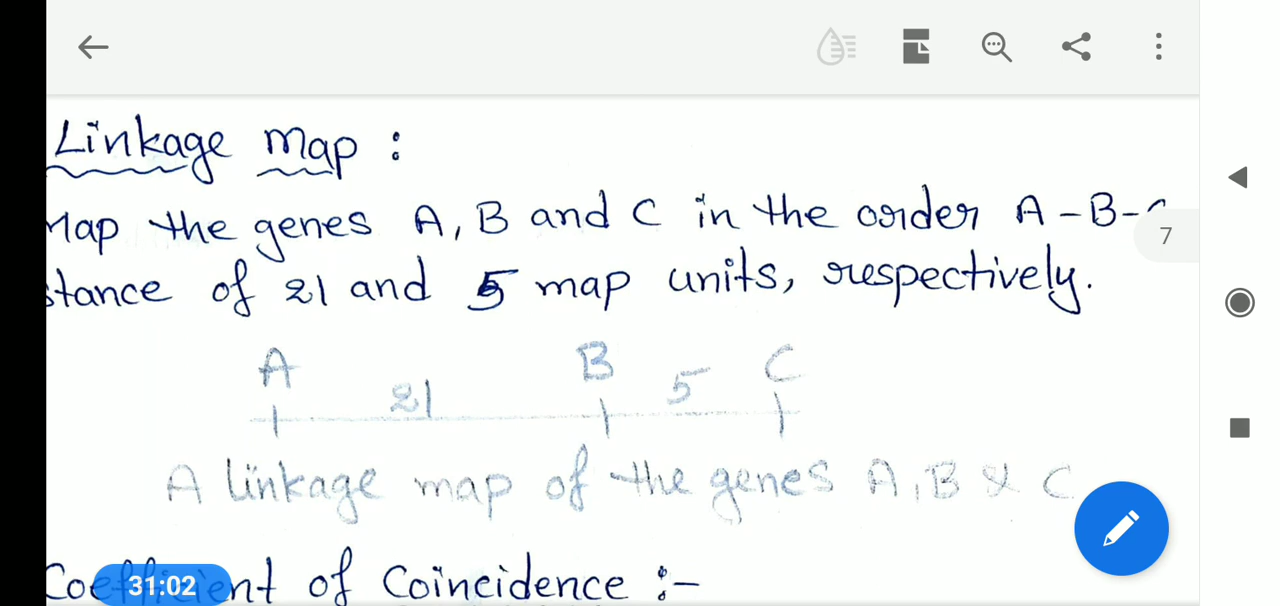 Linkage map :
Map the genes A, B and C in the order A-B-C
7
stance of 21 and 5 map units, respectively.
A B C
21 5
A linkage map of the genes A, B & C
Coefficient of Coincidence :-
31:02